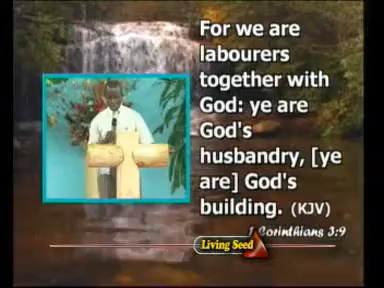 For we are
labourers
together with
God: ye are
God's
husbandry, [ye
are] God's
building. (KJV)
1 Corinthians 3:9
Living Seed